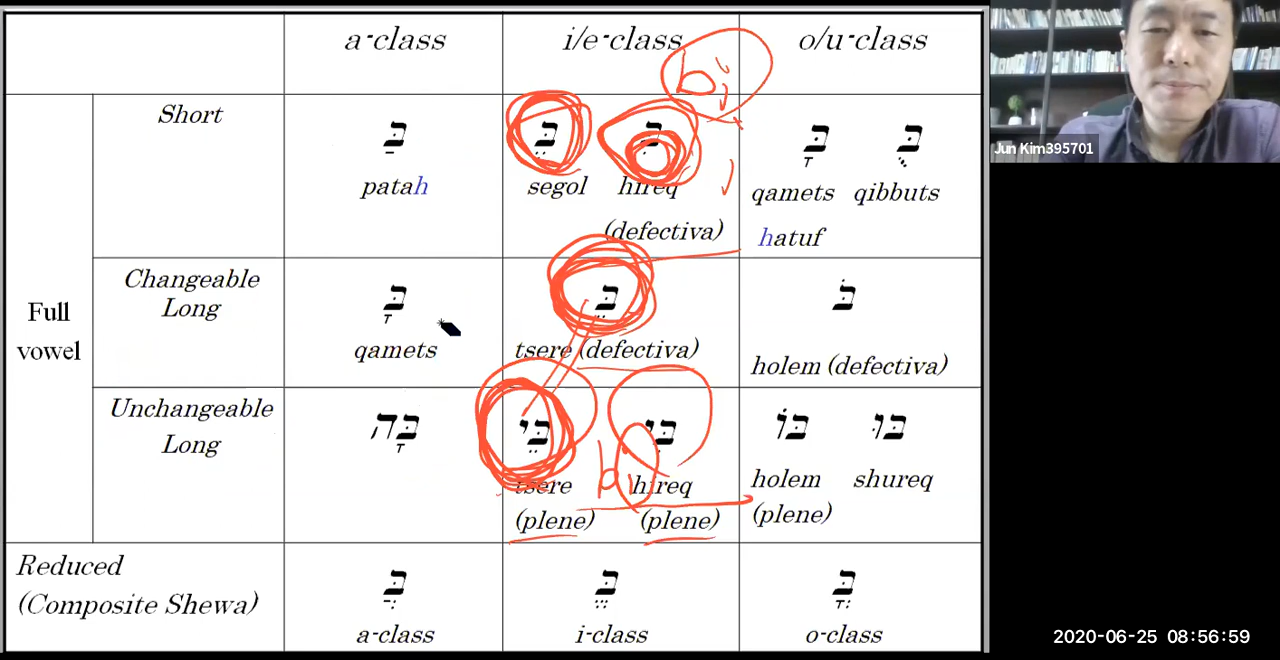 a-class i/e-class o/u-class
Short
בַּ בֶּ בִּ בָּ בֻּ
patah segol hireq qamets qibbuts
(defectiva) hatuf
Changeable
Long
בָּ בֵּ בֹּ
qamets tsere (defectiva) holem (defectiva)
Full
vowel
Unchangeable
Long
בָּה בֵּי בִּי בּוֹ בּוּ
tsere hireq holem shureq
(plene) (plene) (plene)
Reduced
(Composite Shewa)
בֲּ בֱּ בֳּ
a-class i-class o-class
bi
bi
Jun Kim395701
2020-06-25 08:56:59